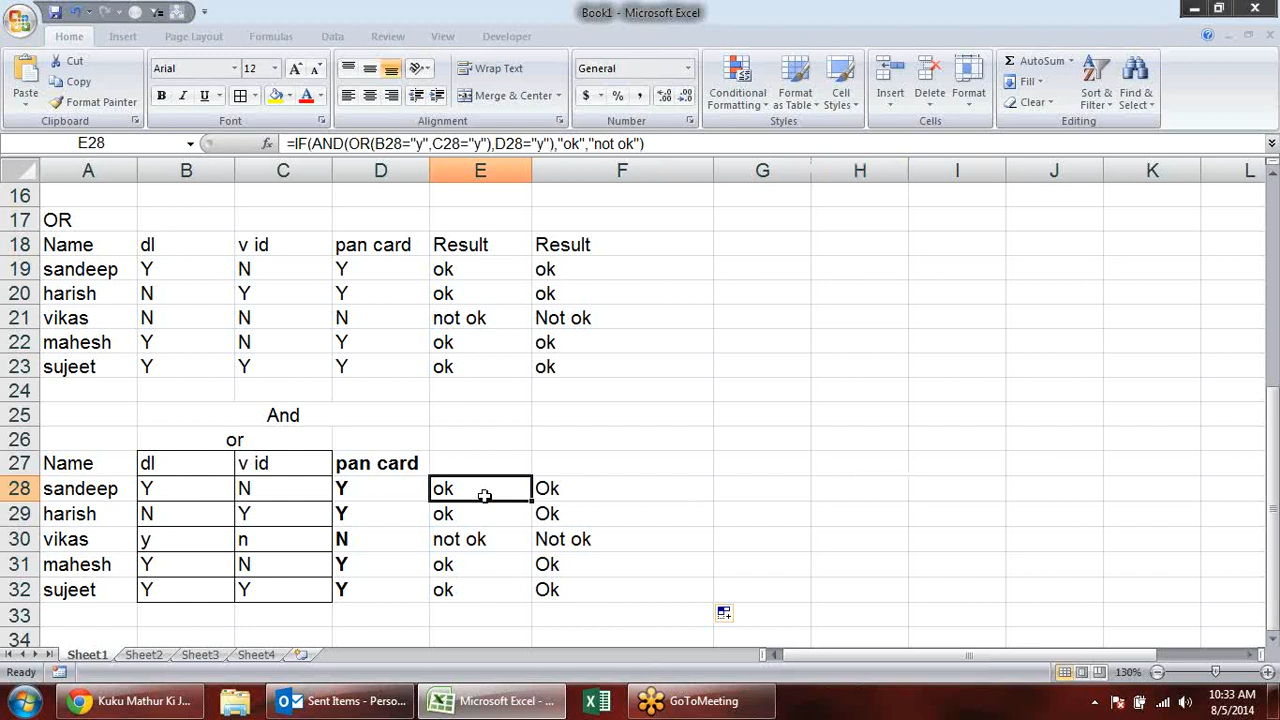 Book1 - Microsoft Excel
Home Insert Page Layout Formulas Data Review View Developer
Paste Cut Copy Format Painter Clipboard
Arial 12 A A B I U A Font
Wrap Text Merge & Center Alignment
General $ % , Number
Conditional Formatting Format as Table Cell Styles Styles
Insert Delete Format Cells
Σ AutoSum Fill Clear Sort & Filter Find & Select Editing
E28 fx =IF(AND(OR(B28="y",C28="y"),D28="y"),"ok","not ok")
A B C D E F G H I J K L
16
17 OR
18 Name dl v id pan card Result Result
19 sandeep Y N Y ok ok
20 harish N Y Y ok ok
21 vikas N N N not ok Not ok
22 mahesh Y N Y ok ok
23 sujeet Y Y Y ok ok
24
25 And
26 or
27 Name dl v id pan card
28 sandeep Y N Y ok Ok
29 harish N Y Y ok Ok
30 vikas y n N not ok Not ok
31 mahesh Y N Y ok Ok
32 sujeet Y Y Y ok Ok
33
34
Sheet1 Sheet2 Sheet3 Sheet4
Ready 130%
Kuku Mathur Ki J... Sent Items - Perso... Microsoft Excel - ... GoToMeeting 10:33 AM
8/5/2014